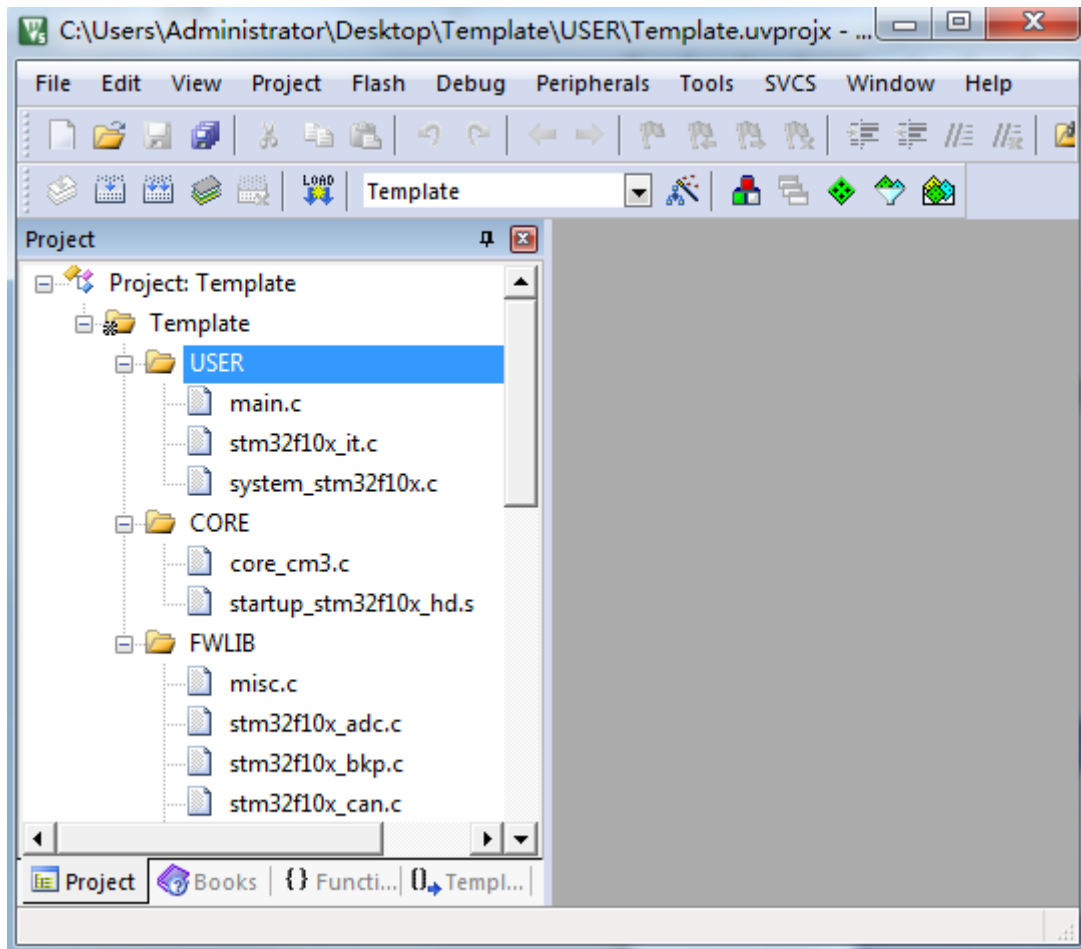 C:\Users\Administrator\Desktop\Template\USER\Template.uvprojx - ...
File Edit View Project Flash Debug Peripherals Tools SVCS Window Help
LOAD
Template
Project
Project: Template
Template
USER
main.c
stm32f10x_it.c
system_stm32f10x.c
CORE
core_cm3.c
startup_stm32f10x_hd.s
FWLIB
misc.c
stm32f10x_adc.c
stm32f10x_bkp.c
stm32f10x_can.c
Project Books {} Functi... Templ...